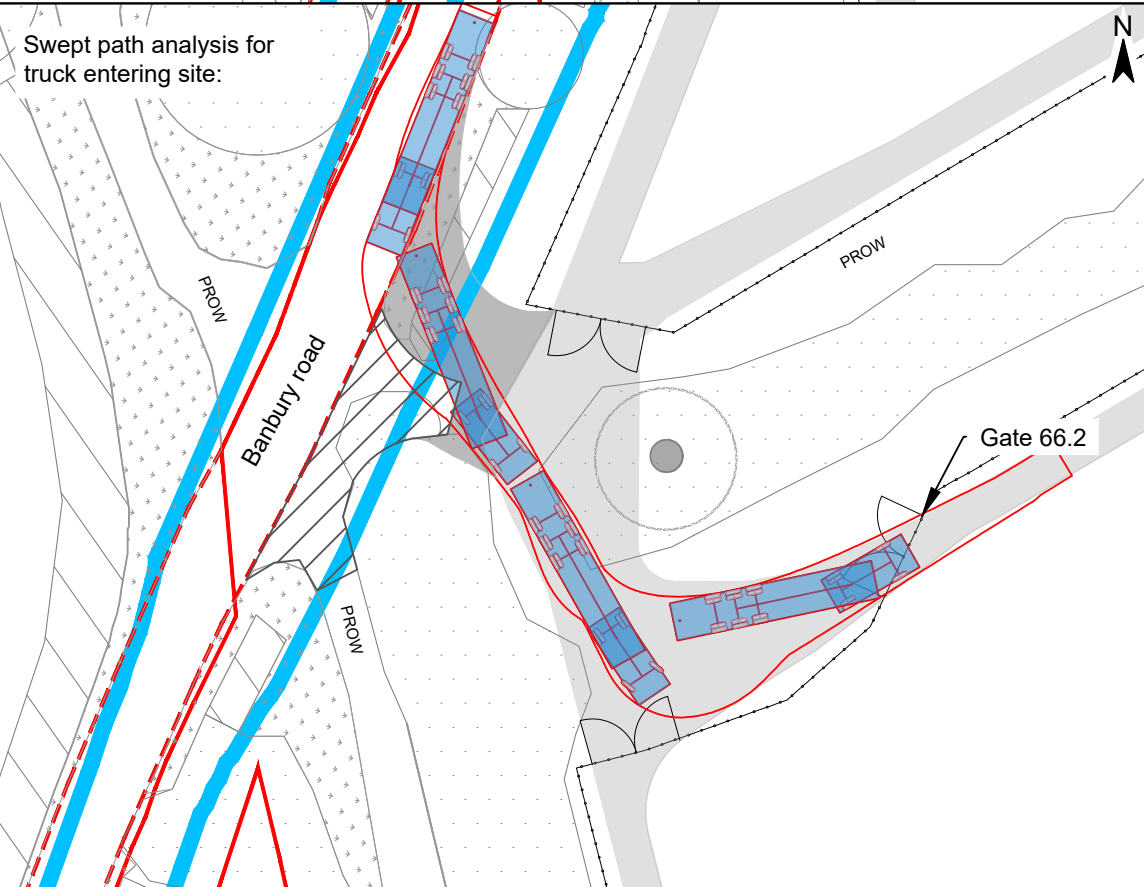 Swept path analysis for
truck entering site:
N
PROW
PROW
Banbury road
Gate 66.2
PROW